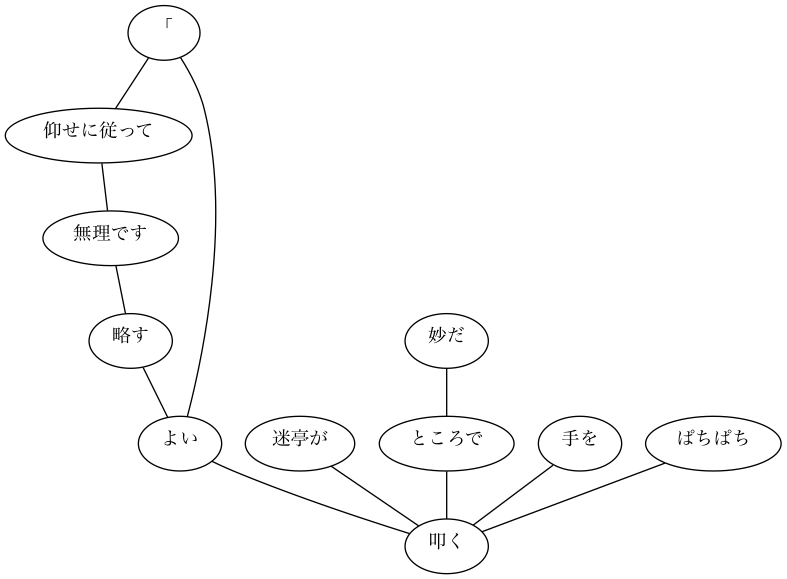 「
仰せに従って
無理です
略す
妙だ
よい
迷亭が
ところで
手を
ぱちぱち
叩く